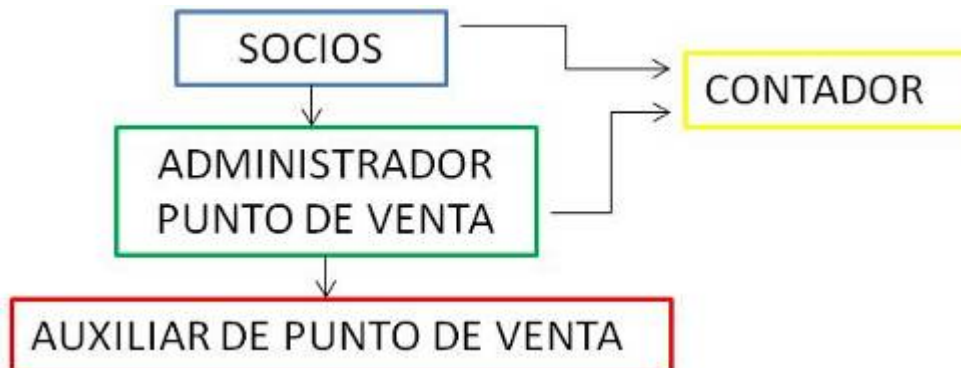 SOCIOS
CONTADOR
ADMINISTRADOR
PUNTO DE VENTA
AUXILIAR DE PUNTO DE VENTA